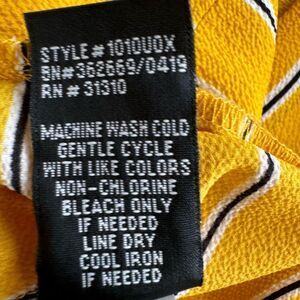 STYLE#1010UOX
BN#362669/0419
RN# 31310
MACHINE WASH COLD
GENTLE CYCLE
WITH LIKE COLORS
NON-CHLORINE
BLEACH ONLY
IF NEEDED
LINE DRY
COOL IRON
IF NEEDED